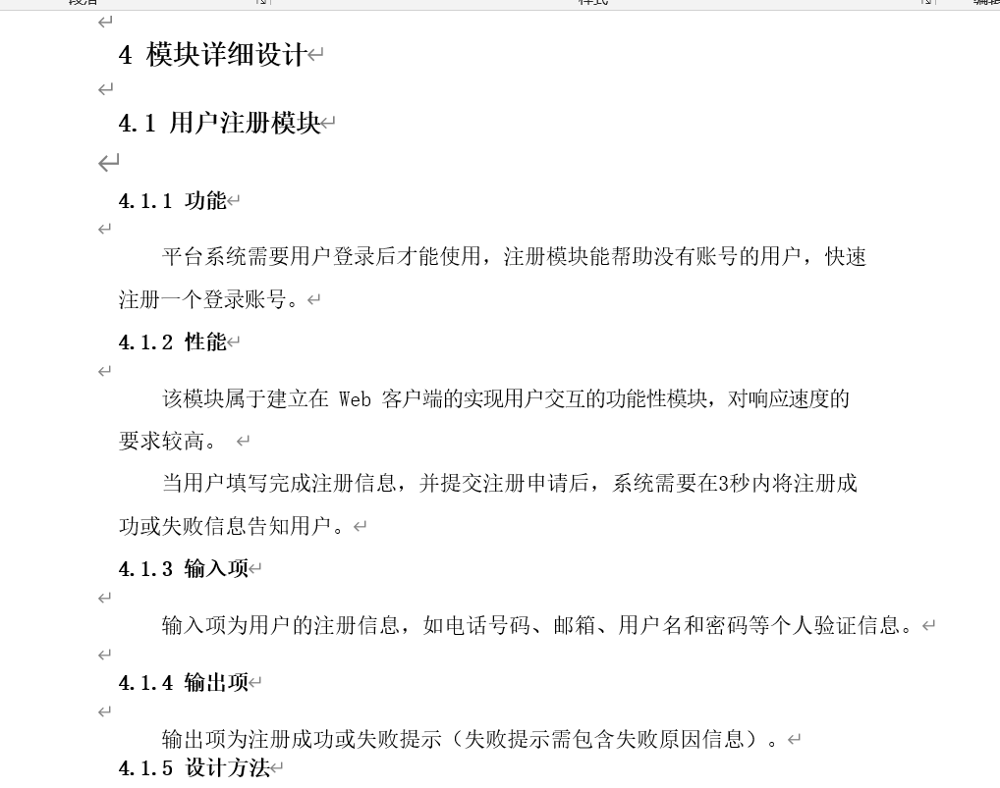 段落
样式
编辑
4 模块详细设计
4.1 用户注册模块
4.1.1 功能
平台系统需要用户登录后才能使用，注册模块能帮助没有账号的用户，快速
注册一个登录账号。
4.1.2 性能
该模块属于建立在 Web 客户端的实现用户交互的功能性模块，对响应速度的
要求较高。
当用户填写完成注册信息，并提交注册申请后，系统需要在3秒内将注册成
功或失败信息告知用户。
4.1.3 输入项
输入项为用户的注册信息，如电话号码、邮箱、用户名和密码等个人验证信息。
4.1.4 输出项
输出项为注册成功或失败提示（失败提示需包含失败原因信息）。
4.1.5 设计方法